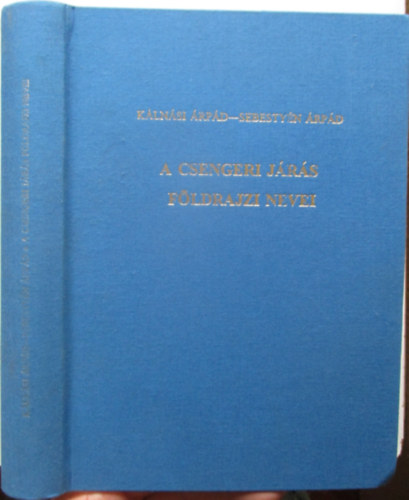 KÁLNÁSI ÁRPÁD—SEBESTYÉN ÁRPÁD
A CSENGERI JÁRÁS
FÖLDRAJZI NEVEI